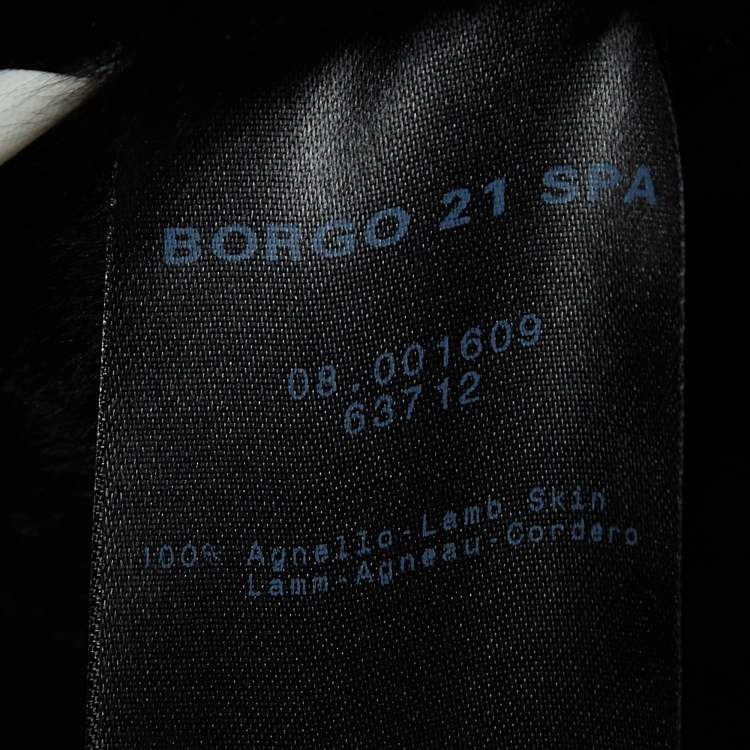 BORGO 21 SPA
08.001609
63712
100% Agnello-Lamb Skin
Lamm-Agneau-Cordero